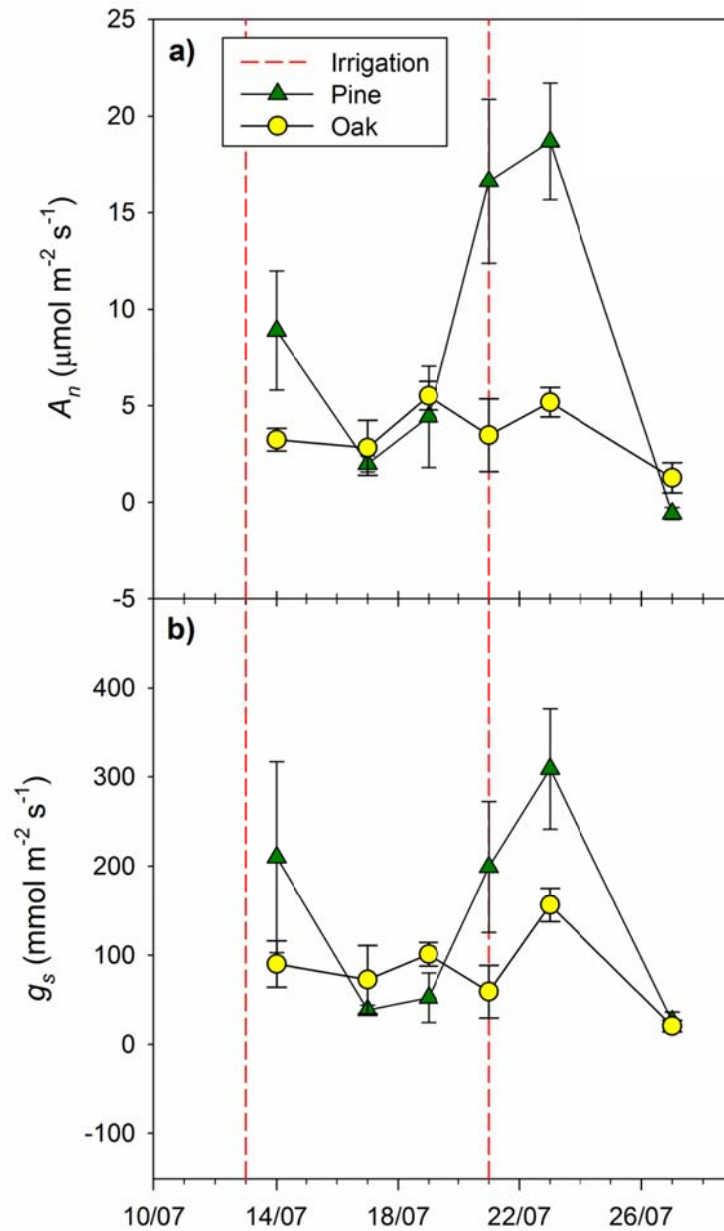 a)
Irrigation
Pine
Oak
25
20
15
10
5
0
-5
Aₙ (μmol m⁻² s⁻¹)
b)
400
300
200
100
0
-100
gₛ (mmol m⁻² s⁻¹)
10/07 14/07 18/07 22/07 26/07